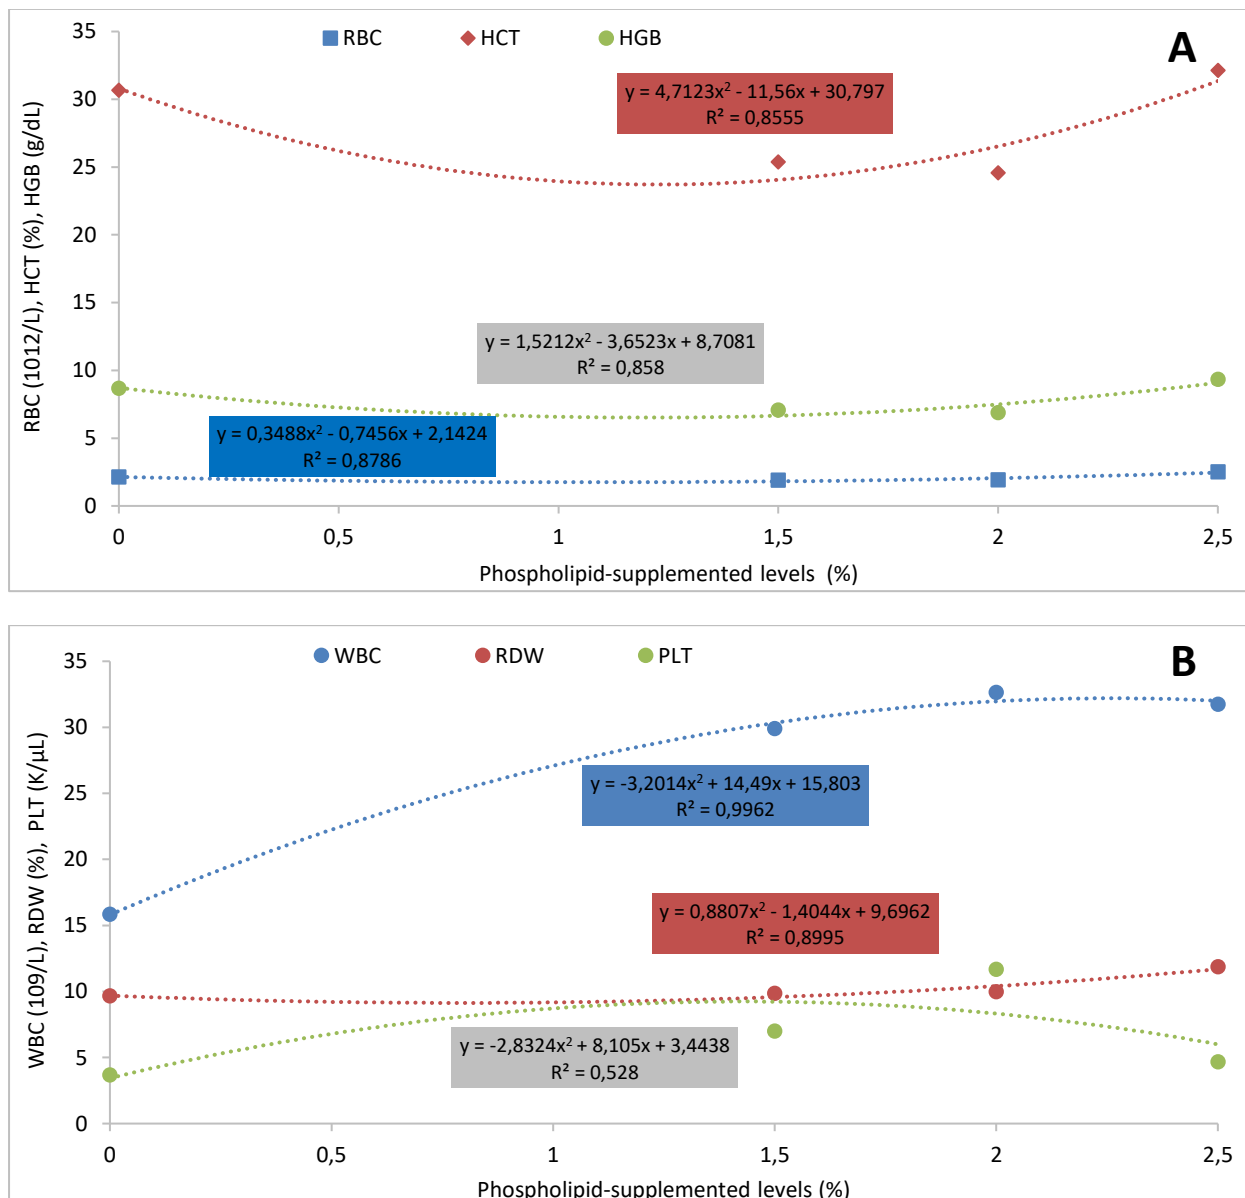 RBC HCT HGB
A
35
30
25
20
15
10
5
0
RBC (1012/L), HCT (%), HGB (g/dL)
y = 4,7123x² - 11,56x + 30,797
R² = 0,8555
y = 1,5212x² - 3,6523x + 8,7081
R² = 0,858
y = 0,3488x² - 0,7456x + 2,1424
R² = 0,8786
0 0,5 1 1,5 2 2,5
Phospholipid-supplemented levels (%)
WBC RDW PLT
B
35
30
25
20
15
10
5
0
WBC (109/L), RDW (%), PLT (K/µL)
y = -3,2014x² + 14,49x + 15,803
R² = 0,9962
y = 0,8807x² - 1,4044x + 9,6962
R² = 0,8995
y = -2,8324x² + 8,105x + 3,4438
R² = 0,528
0 0,5 1 1,5 2 2,5
Phospholipid-supplemented levels (%)